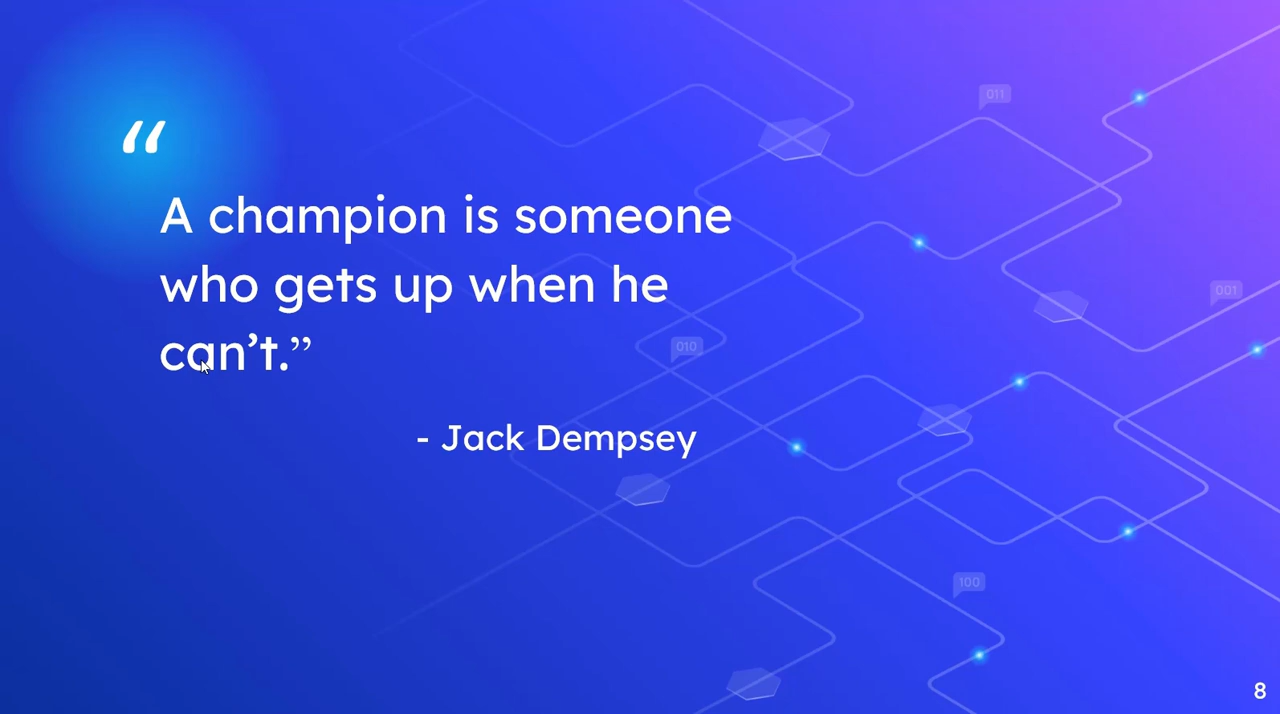 “
A champion is someone
who gets up when he
can’t.”
- Jack Dempsey
011
001
010
100
8